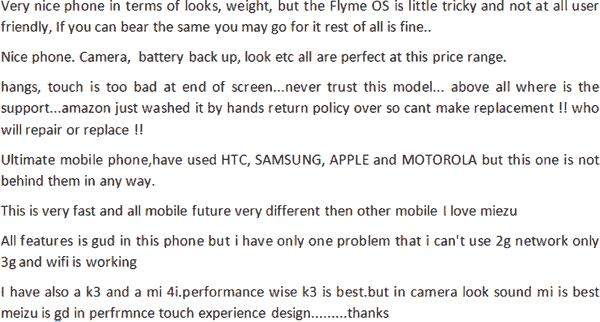 Very nice phone in terms of looks, weight, but the Flyme OS is little tricky and not at all user
friendly, If you can bear the same you may go for it rest of all is fine..
Nice phone. Camera,  battery back up, look etc all are perfect at this price range.
hangs, touch is too bad at end of screen...never trust this model... above all where is the
support...amazon just washed it by hands return policy over so cant make replacement !! who
will repair or replace !!
Ultimate mobile phone,have used HTC, SAMSUNG, APPLE and MOTOROLA but this one is not
behind them in any way.
This is very fast and all mobile future very different then other mobile I love miezu
All features is gud in this phone but i have only one problem that i can't use 2g network only
3g and wifi is working
I have also a k3 and a mi 4i.performance wise k3 is best.but in camera look sound mi is best
meizu is gd in perfrmnce touch experience design.........thanks